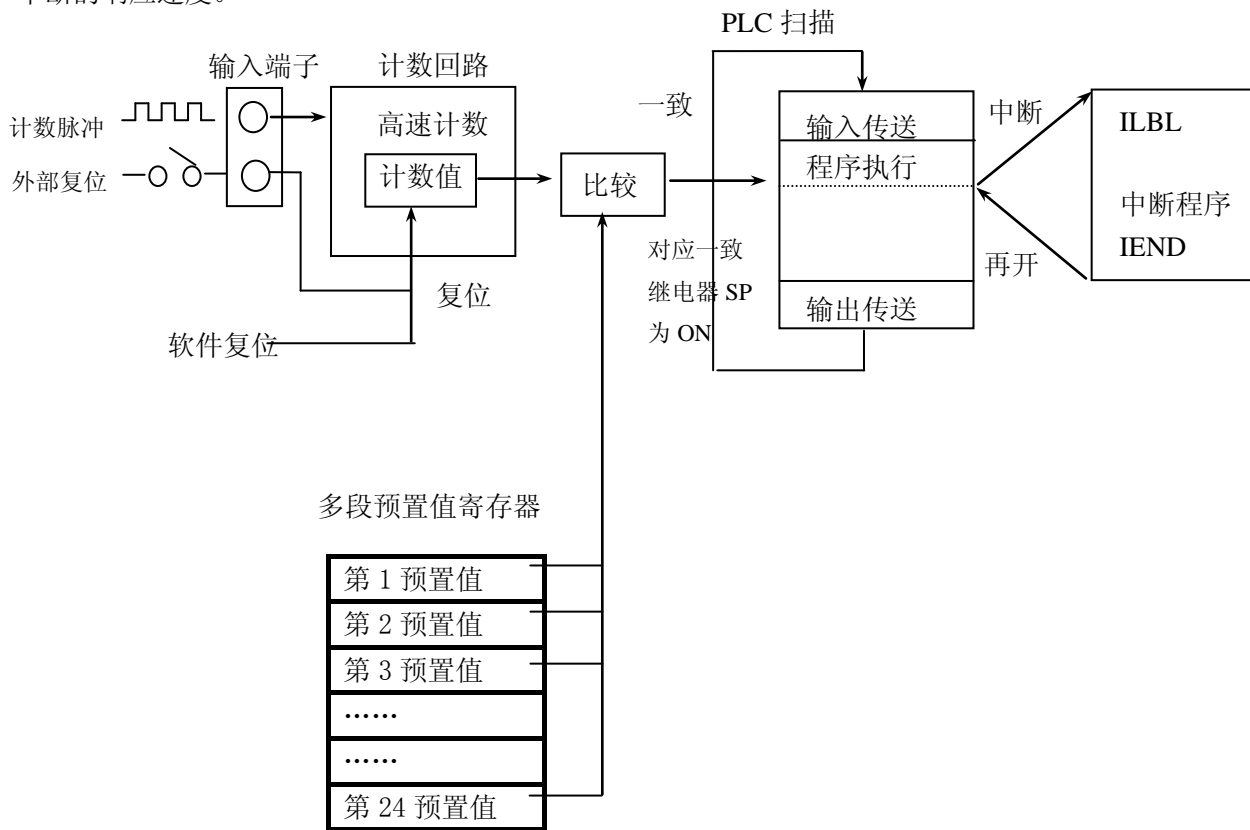 PLC 扫描
输入端子
计数回路
计数脉冲
外部复位
高速计数
计数值
复位
软件复位
比较
一致
对应一致
继电器 SP
为 ON
输入传送
程序执行
输出传送
中断
再开
ILBL
中断程序
IEND
多段预置值寄存器
第 1 预置值
第 2 预置值
第 3 预置值
……
……
第 24 预置值